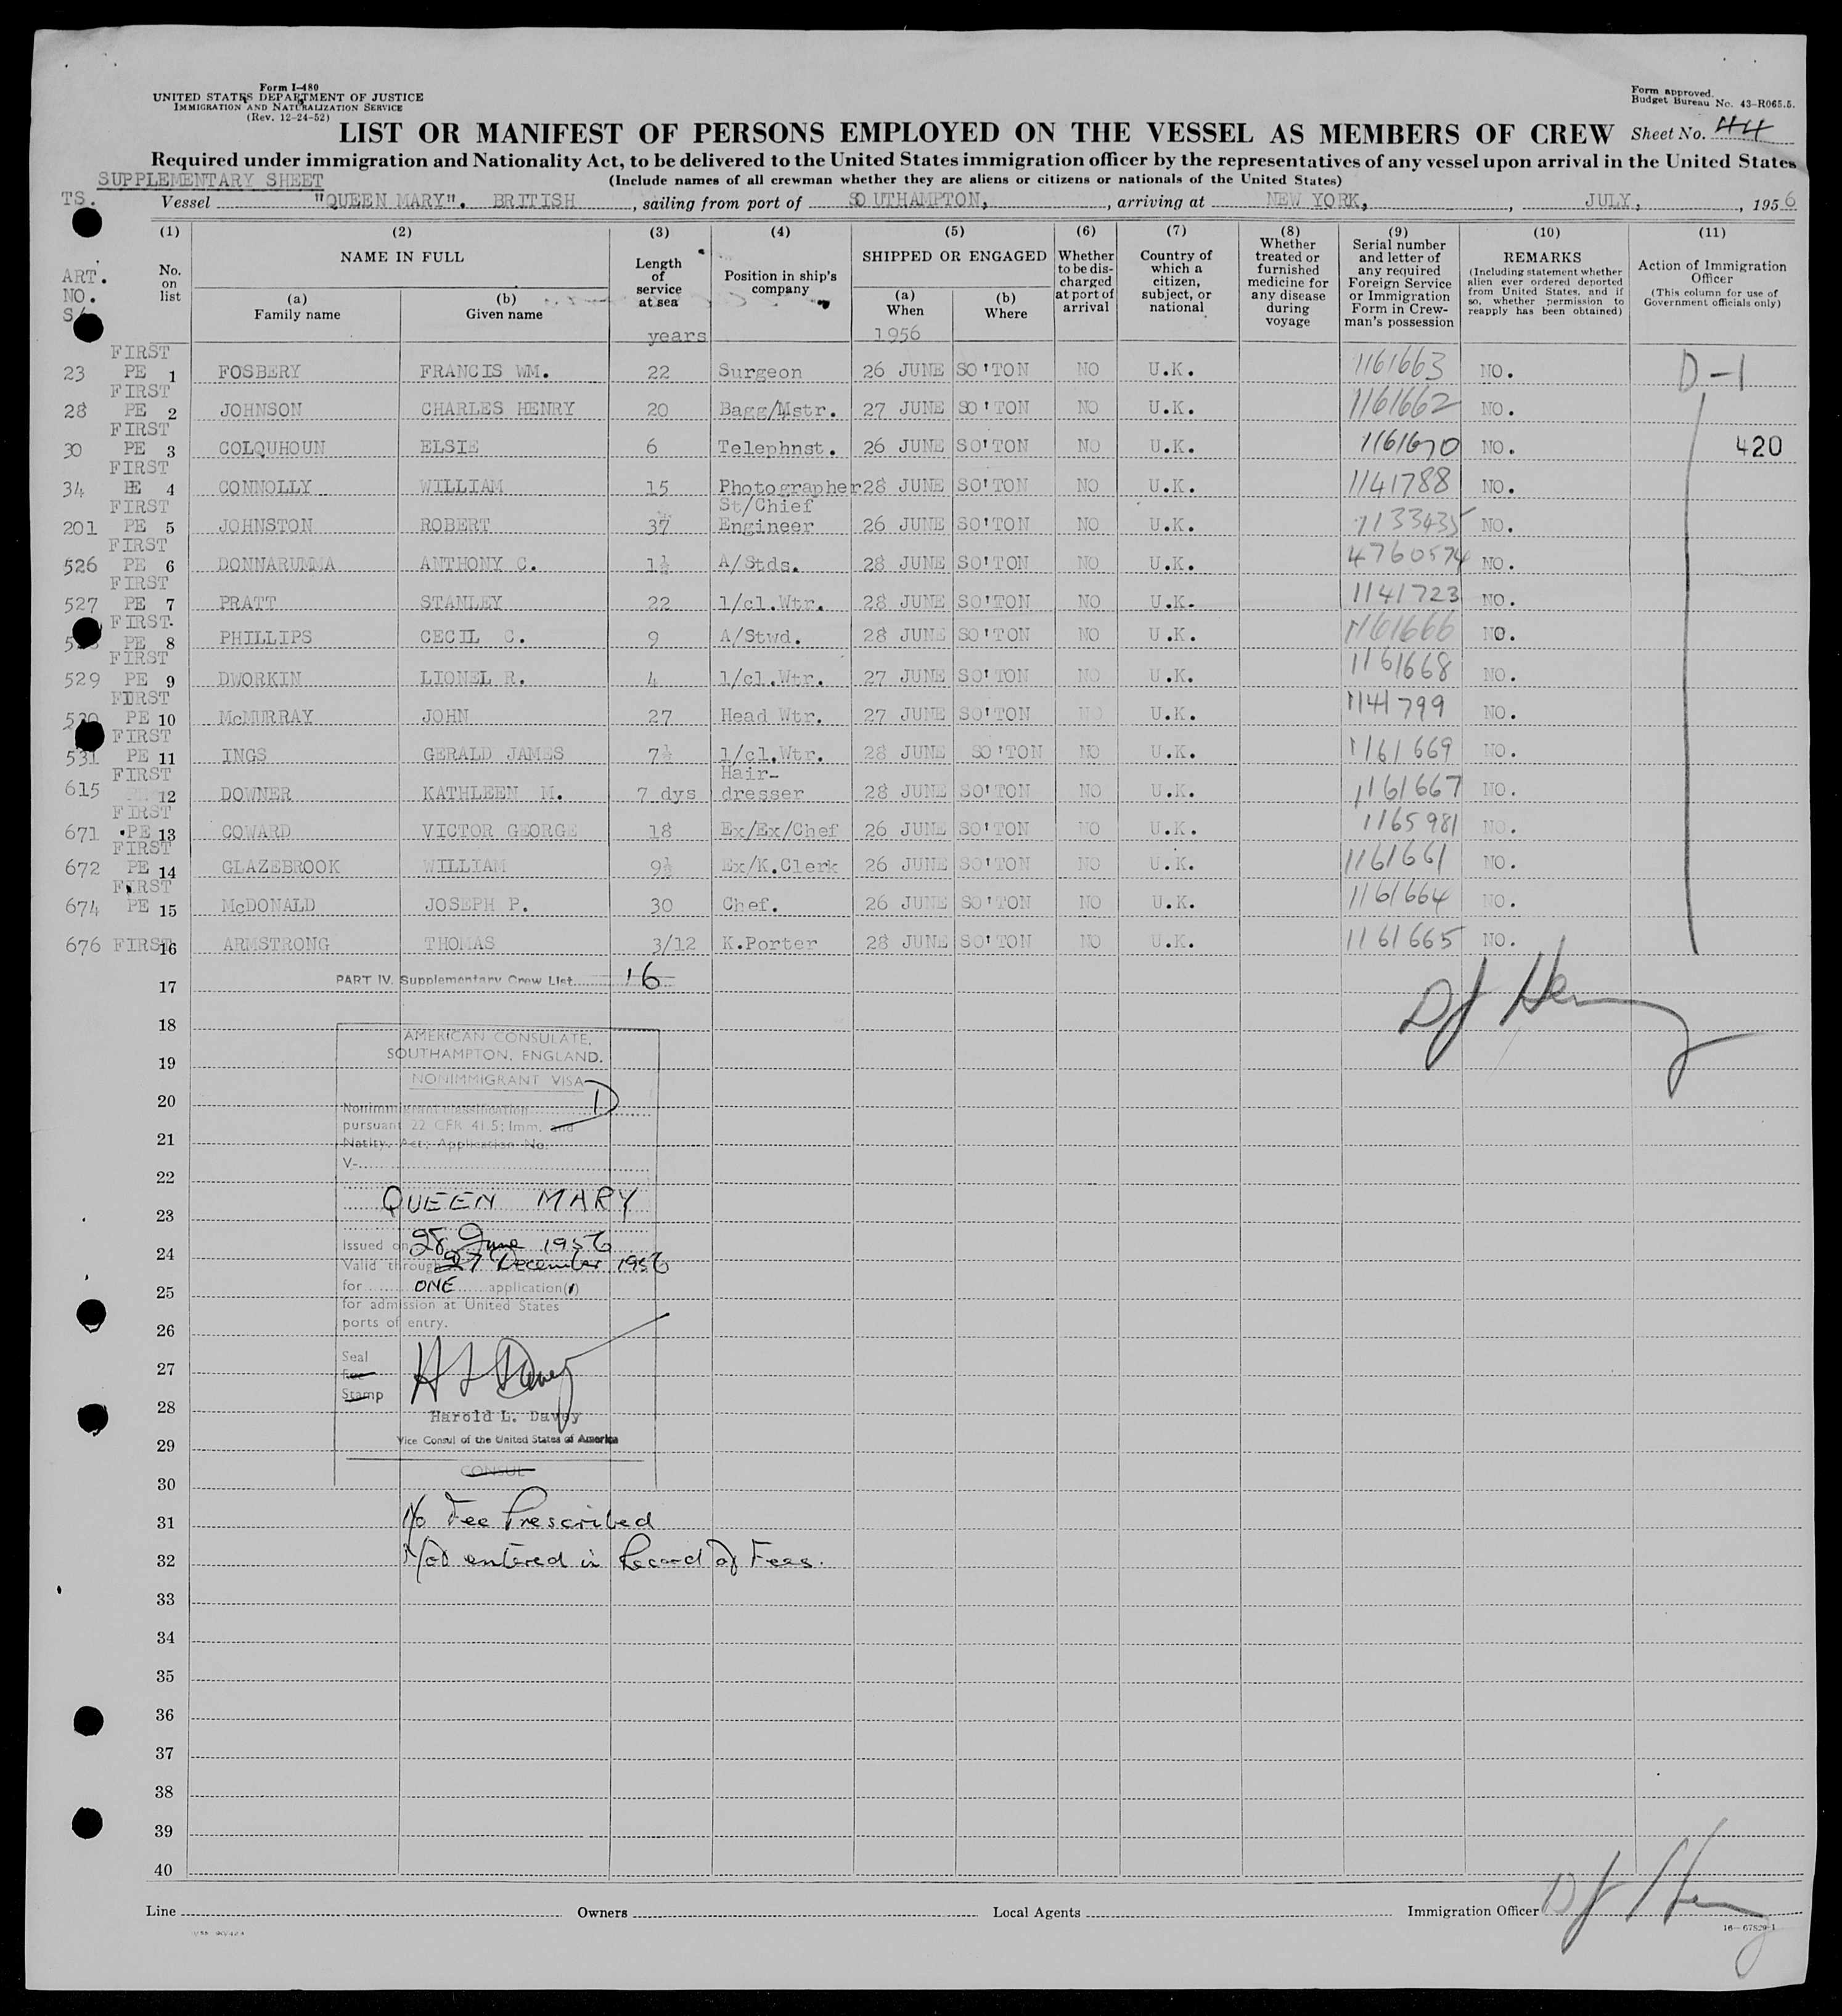 Form I-480
UNITED STATES DEPARTMENT OF JUSTICE
IMMIGRATION AND NATURALIZATION SERVICE
(Rev. 12-24-52)
Form approved.
Budget Bureau No. 43-R065.5.
LIST OR MANIFEST OF PERSONS EMPLOYED ON THE VESSEL AS MEMBERS OF CREW Sheet No. 44
Required under immigration and Nationality Act, to be delivered to the United States immigration officer by the representatives of any vessel upon arrival in the United States
SUPPLEMENTARY SHEET (Include names of all crewman whether they are aliens or citizens or nationals of the United States)
TS. Vessel "QUEEN MARY". BRITISH, sailing from port of SOUTHAMPTON, , arriving at NEW YORK, , JULY, , 1956
ART. NO.
(1) No. on list
(2) NAME IN FULL
(a) Family name
(b) Given name
(3) Length of service at sea
years
(4) Position in ship's company
(5) SHIPPED OR ENGAGED
(a) When
1956
(b) Where
(6) Whether to be discharged at port of arrival
(7) Country of which a citizen, subject, or national
(8) Whether treated or furnished medicine for any disease during voyage
(9) Serial number and letter of any required Foreign Service or Immigration Form in Crewman's possession
(10) REMARKS (Including statement whether alien ever ordered deported from United States, and if so, whether permission to reapply has been obtained)
(11) Action of Immigration Officer (This column for use of Government officials only)
23 FIRST PE 1 FOSBERY FRANCIS WM. 22 Surgeon 26 JUNE SO'TON NO U.K. 1161663 NO. D-1
28 FIRST PE 2 JOHNSON CHARLES HENRY 20 Bagg/Mstr. 27 JUNE SO'TON NO U.K. 1161662 NO.
30 FIRST PE 3 COLQUHOUN ELSIE 6 Telephnst. 26 JUNE SO'TON NO U.K. 1161670 NO. 420
34 FIRST PE 4 CONNOLLY WILLIAM 15 Photographer 28 JUNE SO'TON NO U.K. 1141788 NO.
201 FIRST PE 5 JOHNSTON ROBERT 37 St/Chief Engineer 26 JUNE SO'TON NO U.K. 1133435 NO.
526 FIRST PE 6 DONNARUMMA ANTHONY C. 1½ A/Stds. 28 JUNE SO'TON NO U.K. 4760574 NO.
527 FIRST PE 7 PRATT STANLEY 22 1/cl.Wtr. 28 JUNE SO'TON NO U.K. 1141723 NO.
FIRST. PE 8 PHILLIPS CECIL C. 9 A/Stwd. 28 JUNE SO'TON NO U.K. 1161666 NO.
529 FIRST PE 9 DWORKIN LIONEL R. 4 1/cl.Wtr. 27 JUNE SO'TON NO U.K. 1161668 NO.
FIRST PE 10 McMURRAY JOHN 27 Head Wtr. 27 JUNE SO'TON NO U.K. 1141799 NO.
531 FIRST PE 11 INGS GERALD JAMES 7½ 1/cl.Wtr. 28 JUNE SO'TON NO U.K. 1161669 NO.
615 FIRST 12 DOWNER KATHLEEN M. 7 dys Hair-dresser 28 JUNE SO'TON NO U.K. 1161667 NO.
671 FIRST PE 13 COWARD VICTOR GEORGE 18 Ex/Ex/Chef 26 JUNE SO'TON NO U.K. 1165981 NO.
672 FIRST PE 14 GLAZEBROOK WILLIAM 9½ Ex/K.Clerk 26 JUNE SO'TON NO U.K. 1161661 NO.
674 FIRST PE 15 McDONALD JOSEPH P. 30 Chef. 26 JUNE SO'TON NO U.K. 1161664 NO.
676 FIRST 16 ARMSTRONG THOMAS 3/12 K.Porter 28 JUNE SO'TON NO U.K. 1161665 NO.
17 PART IV. Supplementary Crew List 16
18
AMERICAN CONSULATE,
SOUTHAMPTON, ENGLAND.
19
NONIMMIGRANT VISA
20
Nonimmigrant classification D
pursuant 22 CFR 41.5; Imm. and
21
Natlty. Act; Application No.
V-
22
QUEEN MARY
23
Issued on 28 June 1956
24
Valid through 27 December 1956
for ONE application(s)
25
for admission at United States
ports of entry.
26
Seal
27
Fee
Stamp
28
Harold L. Davey
Vice Consul of the United States of America
29
CONSUL
30
31 No Fee Prescribed
32 Not entered in Record of Fees.
33
34
35
36
37
38
39
40
Line Owners Local Agents Immigration Officer
16—67829-1